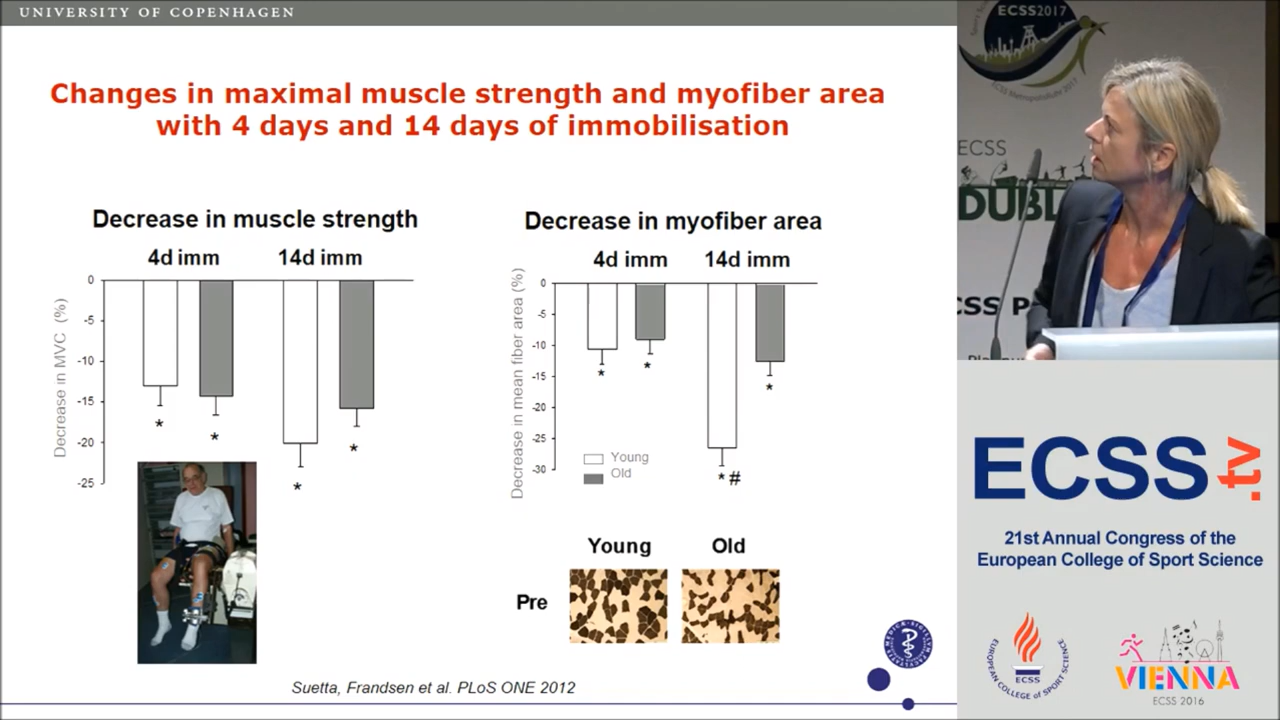 UNIVERSITY OF COPENHAGEN
Changes in maximal muscle strength and myofiber area
with 4 days and 14 days of immobilisation
Decrease in muscle strength
4d imm
14d imm
Decrease in MVC (%)
0
-5
-10
-15
-20
-25
*
*
*
*
Decrease in myofiber area
4d imm
14d imm
Decrease in mean fiber area (%)
0
-5
-10
-15
-20
-25
-30
*
*
*#
*
Young
Old
Young
Old
Pre
Suetta, Frandsen et al. PLoS ONE 2012
ECSS2017
ECSS
DUBL
CSS P
ECSS.tv
21st Annual Congress of the
European College of Sport Science
EUROPEAN COLLEGE OF SPORT SCIENCE
ECSS
VIENNA
ECSS 2016